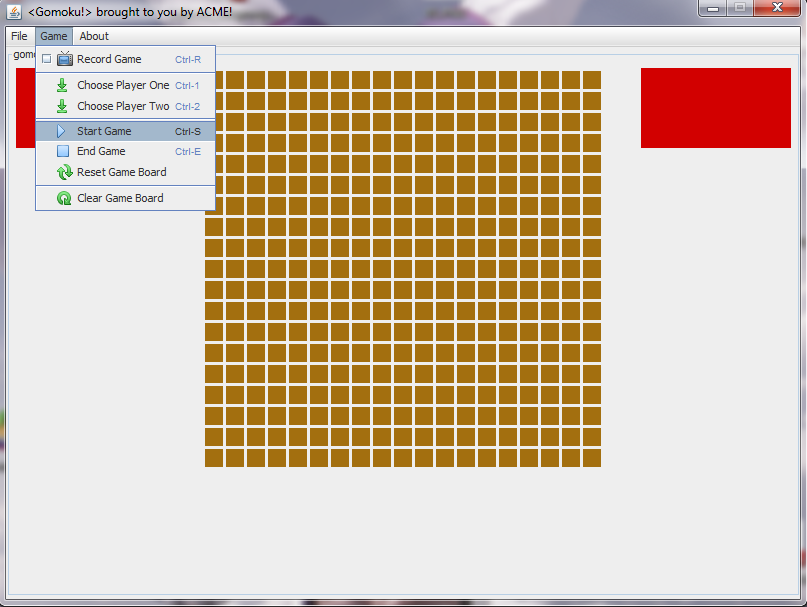 <Gomoku!> brought to you by ACME!
File Game About
gom
Record Game Ctrl-R
Choose Player One Ctrl-1
Choose Player Two Ctrl-2
Start Game Ctrl-S
End Game Ctrl-E
Reset Game Board
Clear Game Board